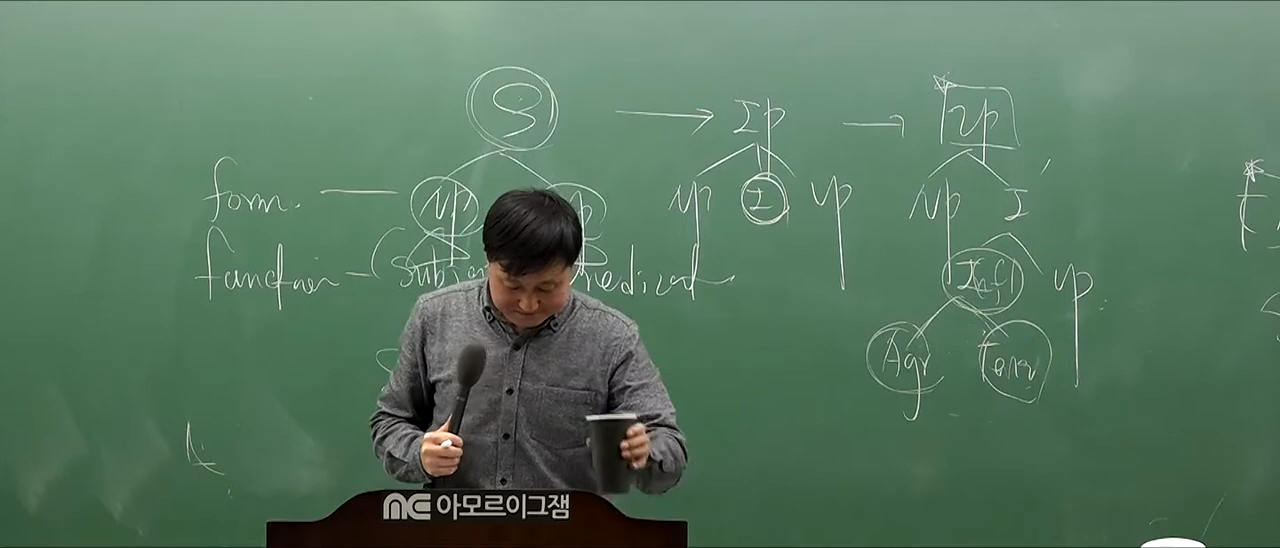 S → IP → IP
form. — NP VP NP I VP NP I'
function — (Subj Predicat
Infl VP
Agr Tense
아모르이그잼